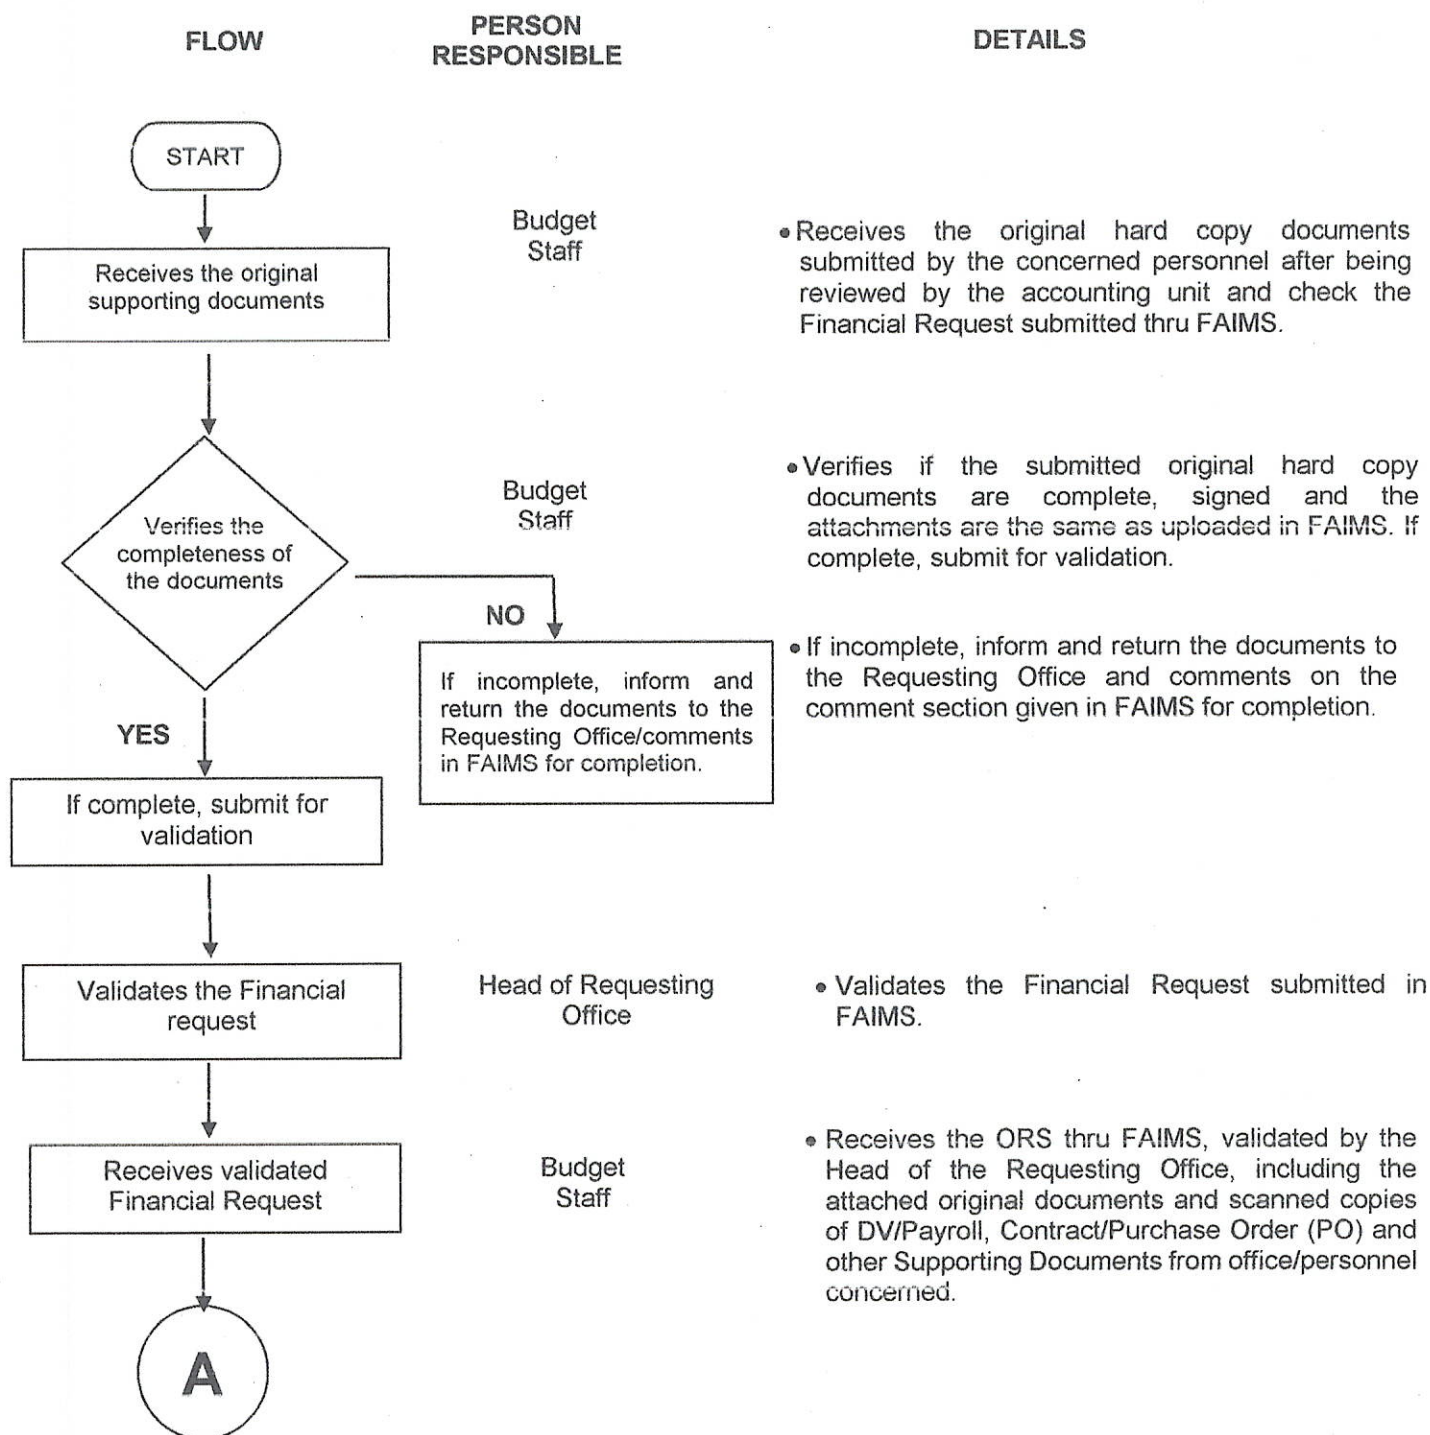 FLOW
PERSON
RESPONSIBLE
DETAILS
START
Receives the original
supporting documents
Budget
Staff
• Receives the original hard copy documents
submitted by the concerned personnel after being
reviewed by the accounting unit and check the
Financial Request submitted thru FAIMS.
Verifies the
completeness of
the documents
Budget
Staff
• Verifies if the submitted original hard copy
documents are complete, signed and the
attachments are the same as uploaded in FAIMS. If
complete, submit for validation.
NO
If incomplete, inform and
return the documents to the
Requesting Office/comments
in FAIMS for completion.
• If incomplete, inform and return the documents to
the Requesting Office and comments on the
comment section given in FAIMS for completion.
YES
If complete, submit for
validation
Validates the Financial
request
Head of Requesting
Office
• Validates the Financial Request submitted in
FAIMS.
Receives validated
Financial Request
Budget
Staff
• Receives the ORS thru FAIMS, validated by the
Head of the Requesting Office, including the
attached original documents and scanned copies
of DV/Payroll, Contract/Purchase Order (PO) and
other Supporting Documents from office/personnel
concerned.
A